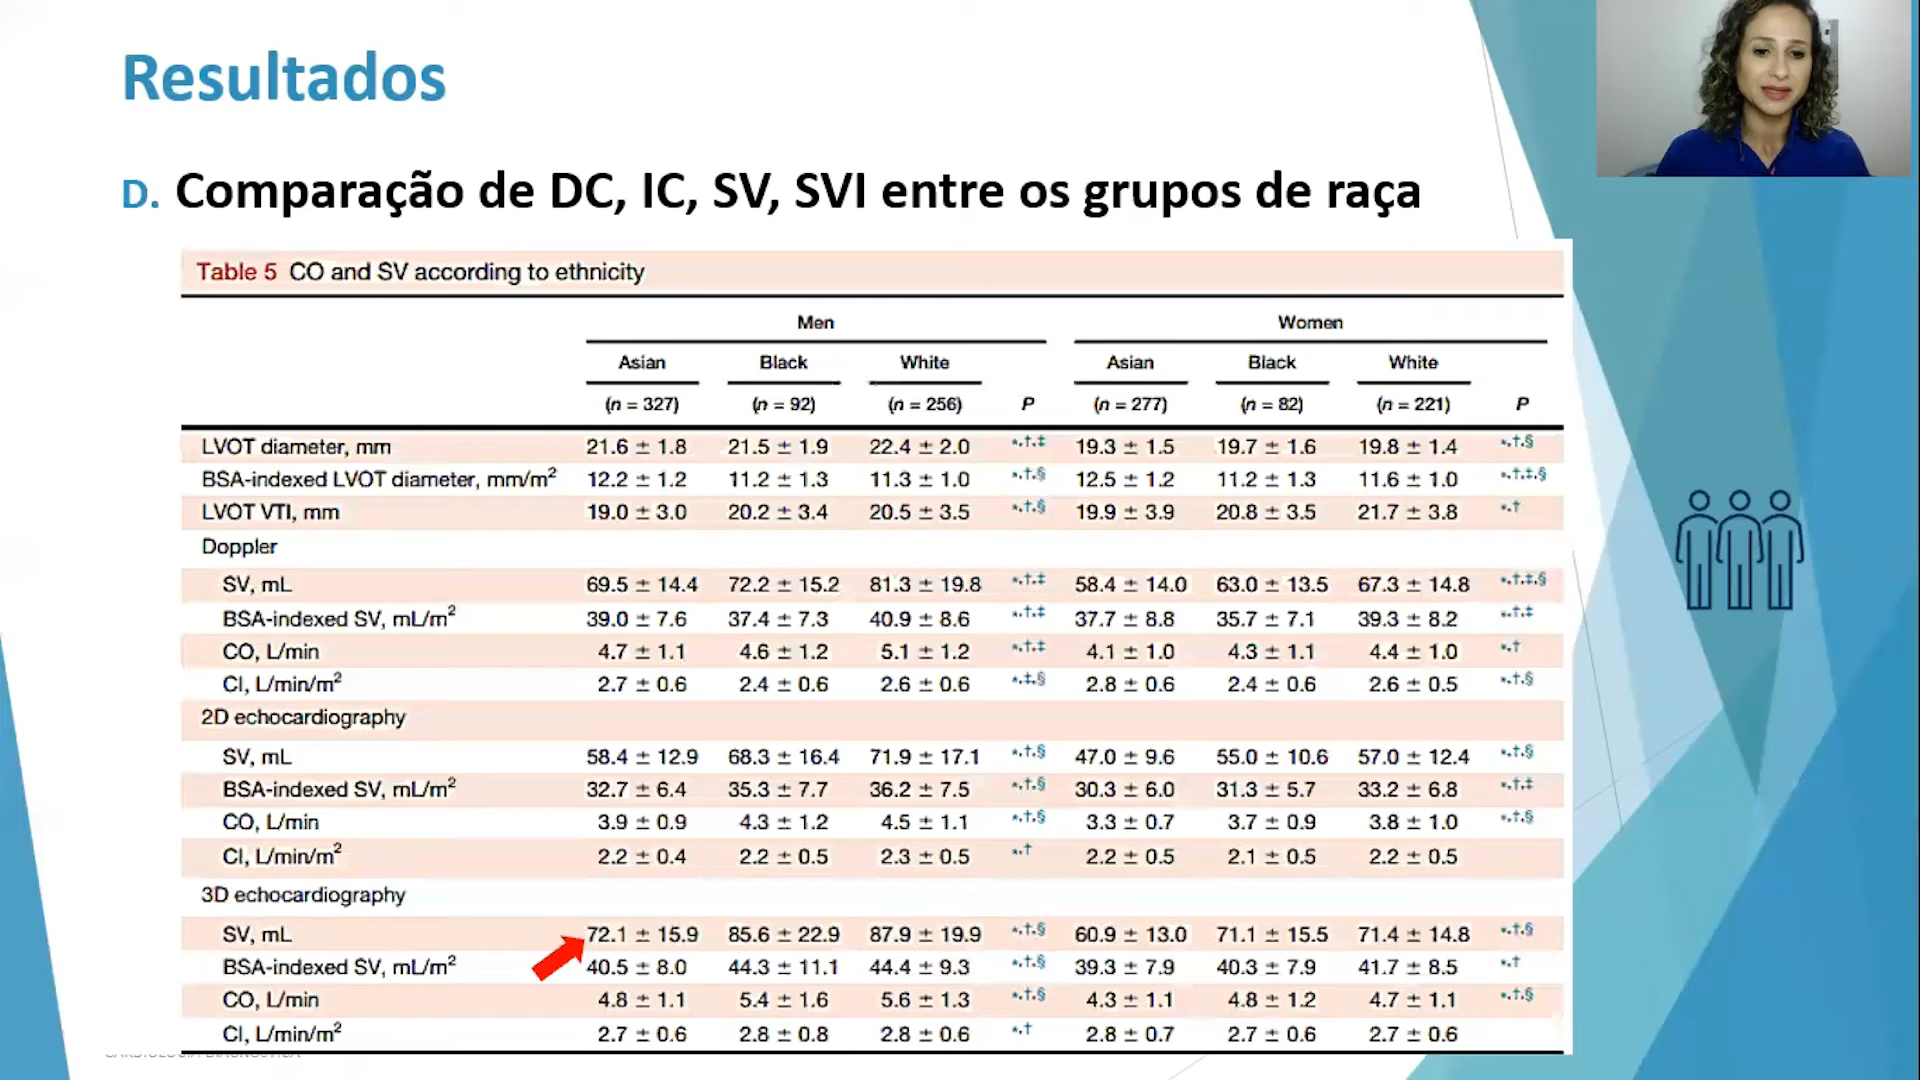 Resultados
D. Comparação de DC, IC, SV, SVI entre os grupos de raça
Table 5 CO and SV according to ethnicity
Men Women
Asian Black White Asian Black White
(n = 327) (n = 92) (n = 256) P (n = 277) (n = 82) (n = 221) P
LVOT diameter, mm 21.6 ± 1.8 21.5 ± 1.9 22.4 ± 2.0 *,†,‡ 19.3 ± 1.5 19.7 ± 1.6 19.8 ± 1.4 *,†,§
BSA-indexed LVOT diameter, mm/m² 12.2 ± 1.2 11.2 ± 1.3 11.3 ± 1.0 *,†,§ 12.5 ± 1.2 11.2 ± 1.3 11.6 ± 1.0 *,†,‡,§
LVOT VTI, mm 19.0 ± 3.0 20.2 ± 3.4 20.5 ± 3.5 *,†,§ 19.9 ± 3.9 20.8 ± 3.5 21.7 ± 3.8 *,†
Doppler
SV, mL 69.5 ± 14.4 72.2 ± 15.2 81.3 ± 19.8 *,†,‡ 58.4 ± 14.0 63.0 ± 13.5 67.3 ± 14.8 *,†,‡,§
BSA-indexed SV, mL/m² 39.0 ± 7.6 37.4 ± 7.3 40.9 ± 8.6 *,†,‡ 37.7 ± 8.8 35.7 ± 7.1 39.3 ± 8.2 *,†,‡
CO, L/min 4.7 ± 1.1 4.6 ± 1.2 5.1 ± 1.2 *,†,‡ 4.1 ± 1.0 4.3 ± 1.1 4.4 ± 1.0 *,†
CI, L/min/m² 2.7 ± 0.6 2.4 ± 0.6 2.6 ± 0.6 *,‡,§ 2.8 ± 0.6 2.4 ± 0.6 2.6 ± 0.5 *,†,§
2D echocardiography
SV, mL 58.4 ± 12.9 68.3 ± 16.4 71.9 ± 17.1 *,†,§ 47.0 ± 9.6 55.0 ± 10.6 57.0 ± 12.4 *,†,§
BSA-indexed SV, mL/m² 32.7 ± 6.4 35.3 ± 7.7 36.2 ± 7.5 *,†,§ 30.3 ± 6.0 31.3 ± 5.7 33.2 ± 6.8 *,†,‡
CO, L/min 3.9 ± 0.9 4.3 ± 1.2 4.5 ± 1.1 *,†,§ 3.3 ± 0.7 3.7 ± 0.9 3.8 ± 1.0 *,†,§
CI, L/min/m² 2.2 ± 0.4 2.2 ± 0.5 2.3 ± 0.5 *,† 2.2 ± 0.5 2.1 ± 0.5 2.2 ± 0.5
3D echocardiography
SV, mL 72.1 ± 15.9 85.6 ± 22.9 87.9 ± 19.9 *,†,§ 60.9 ± 13.0 71.1 ± 15.5 71.4 ± 14.8 *,†,§
BSA-indexed SV, mL/m² 40.5 ± 8.0 44.3 ± 11.1 44.4 ± 9.3 *,†,§ 39.3 ± 7.9 40.3 ± 7.9 41.7 ± 8.5 *,†
CO, L/min 4.8 ± 1.1 5.4 ± 1.6 5.6 ± 1.3 *,†,§ 4.3 ± 1.1 4.8 ± 1.2 4.7 ± 1.1 *,†,§
CI, L/min/m² 2.7 ± 0.6 2.8 ± 0.8 2.8 ± 0.6 *,† 2.8 ± 0.7 2.7 ± 0.6 2.7 ± 0.6